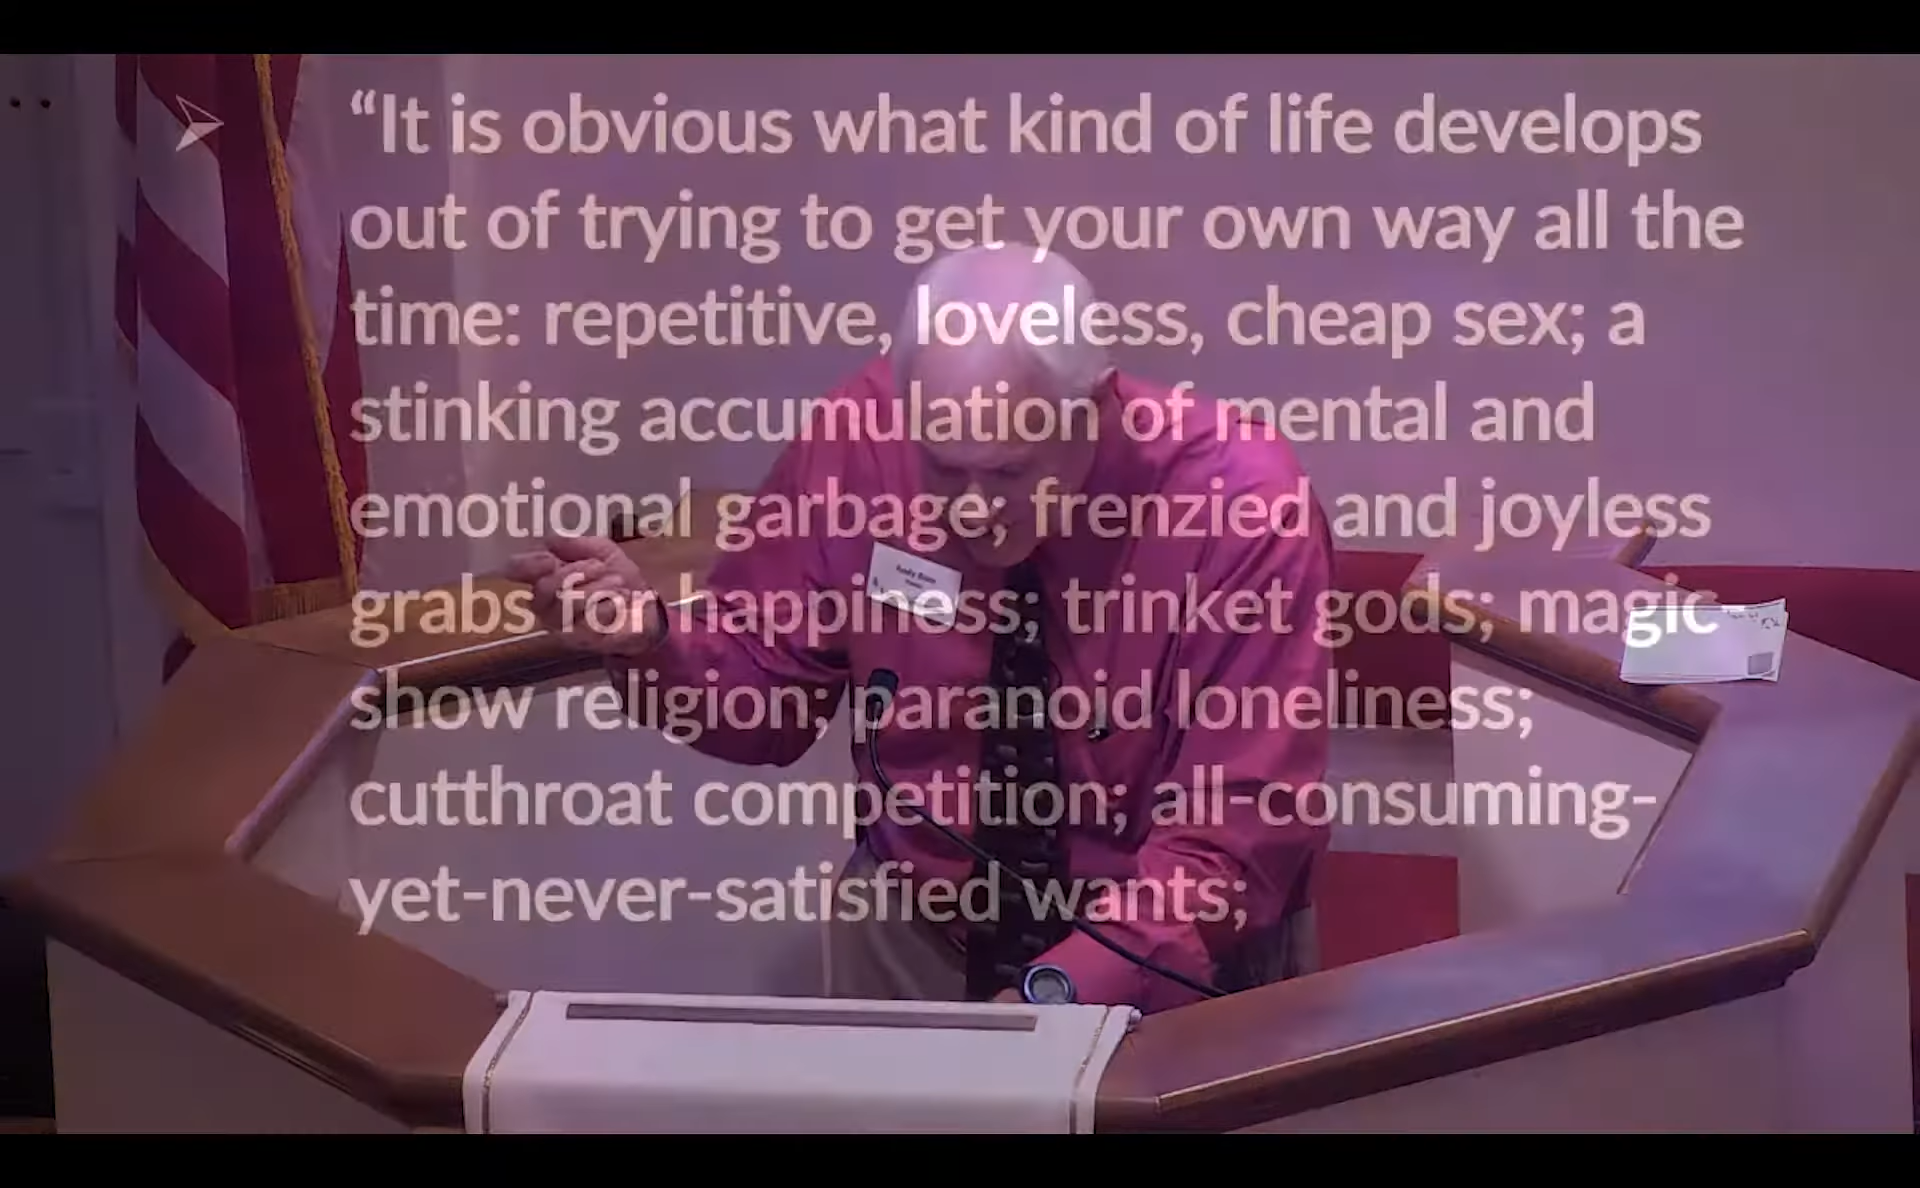 “It is obvious what kind of life develops
out of trying to get your own way all the
time: repetitive, loveless, cheap sex; a
stinking accumulation of mental and
emotional garbage; frenzied and joyless
grabs for happiness; trinket gods; magic-
show religion; paranoid loneliness;
cutthroat competition; all-consuming-
yet-never-satisfied wants;